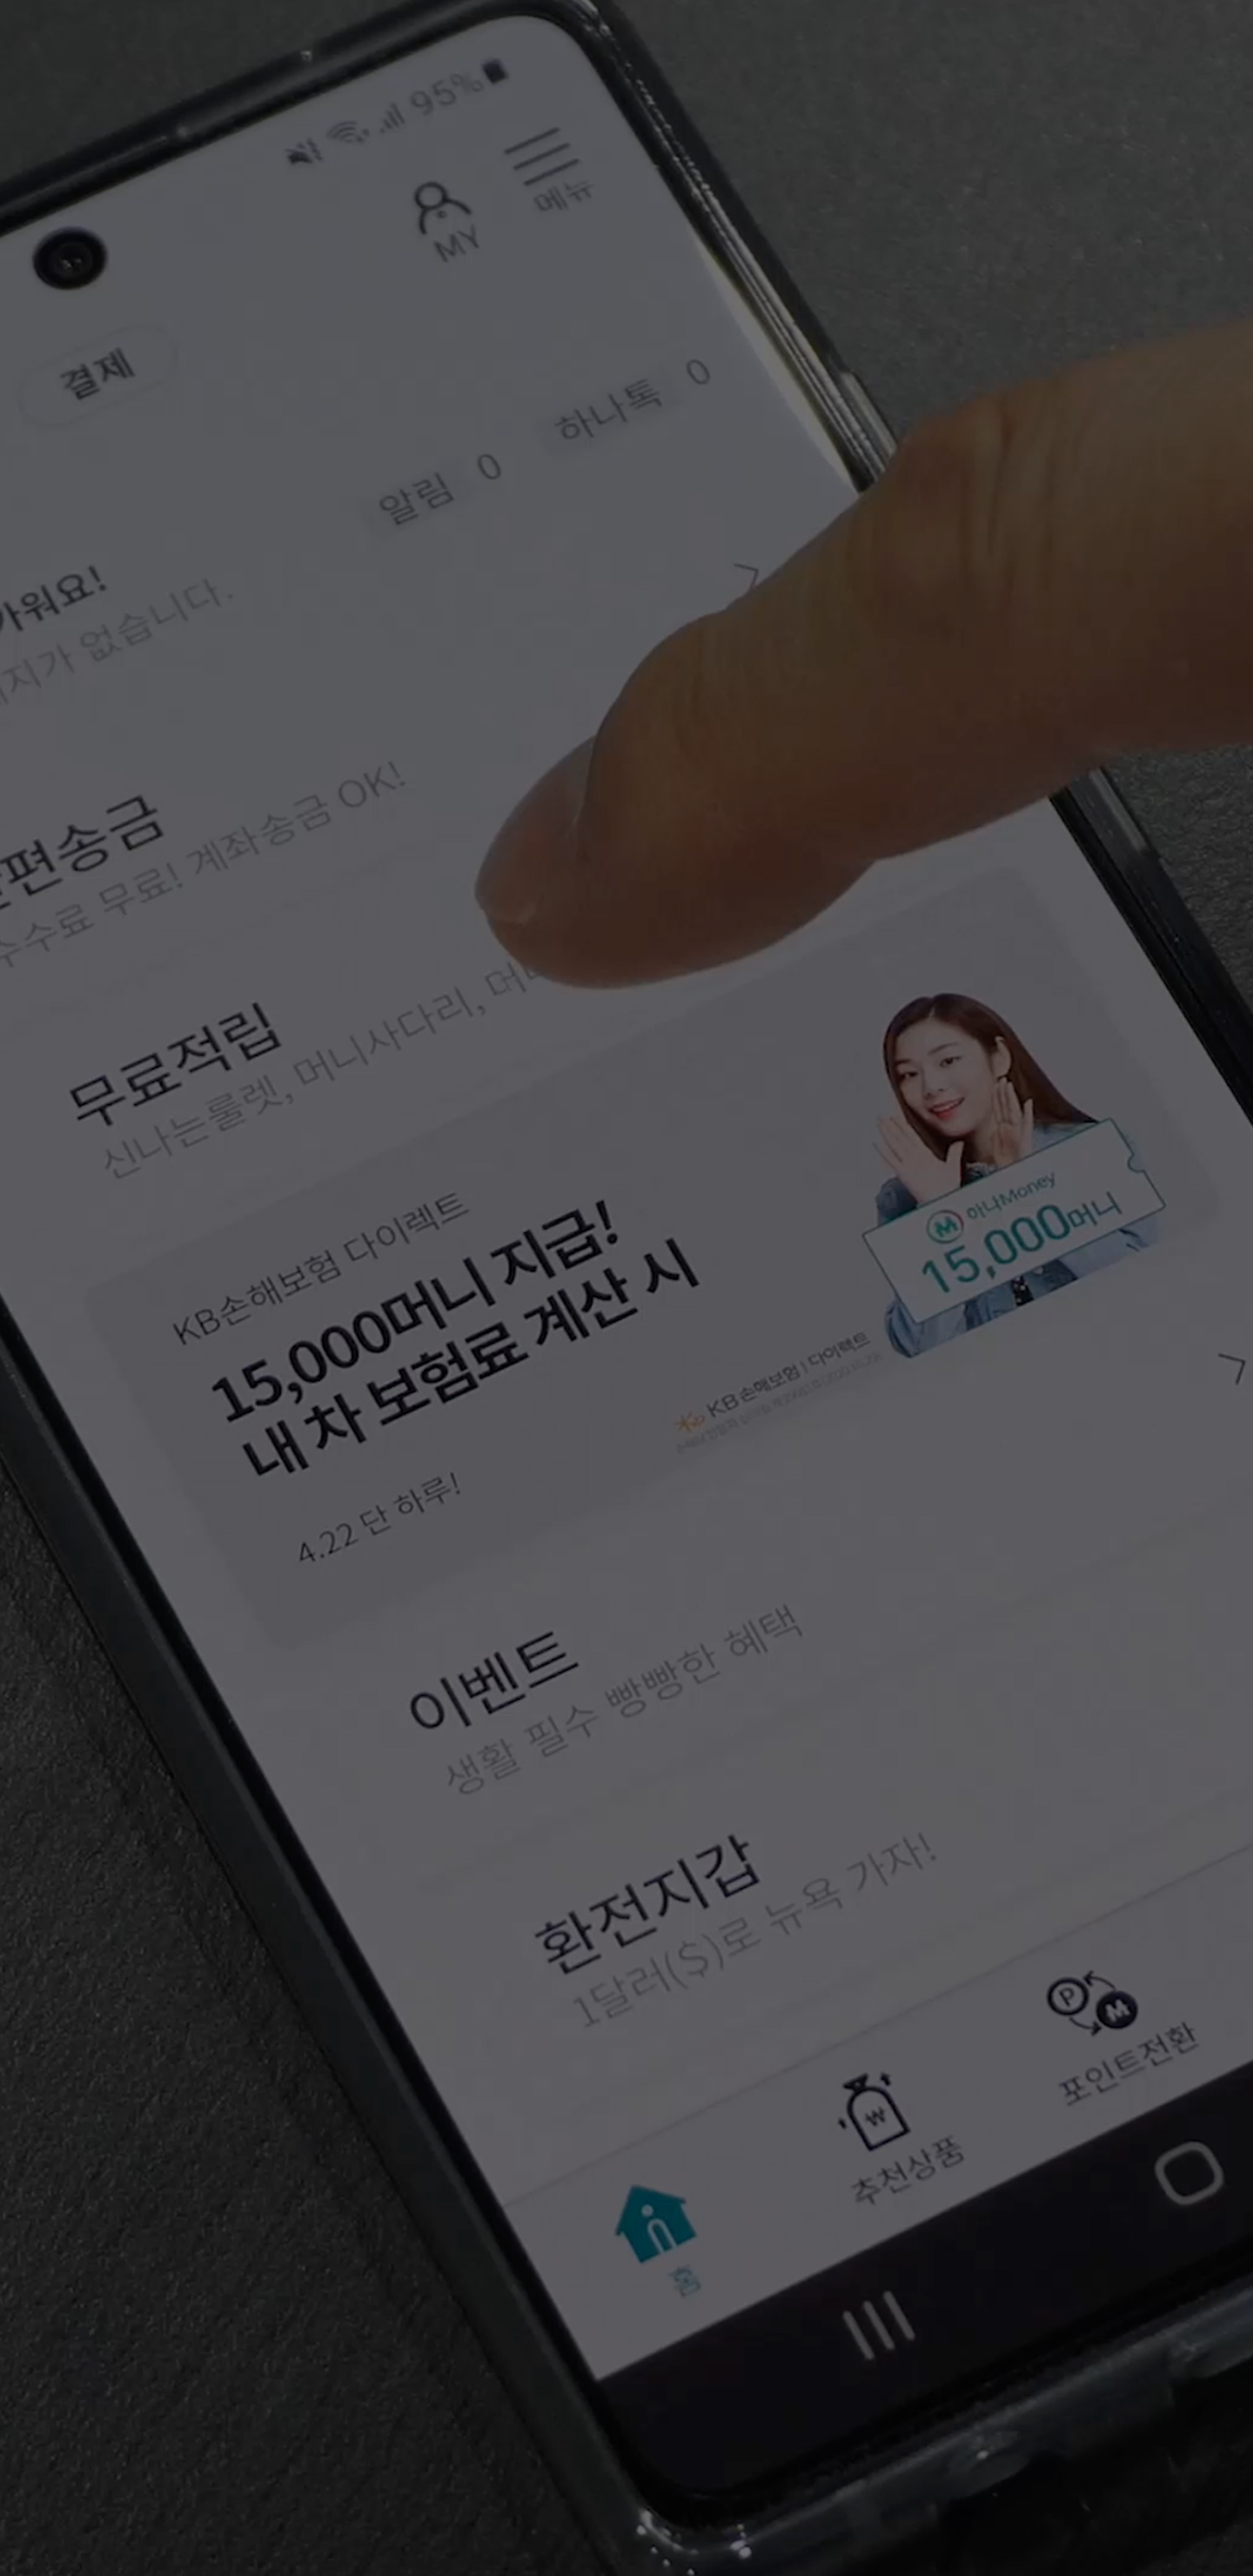 95%
MY
메뉴
결제
알림 0
하나톡 0
가워요!
지가 없습니다.
편송금
수수료 무료! 계좌송금 OK!
무료적립
신나는룰렛, 머니사다리, 머니
KB손해보험 다이렉트
15,000머니 지급!
내 차 보험료 계산 시
4.22 단 하루!
하나Money
15,000머니
KB손해보험 | 다이렉트
이벤트
생활 필수 빵빵한 혜택
환전지갑
1달러($)로 뉴욕 가자!
홈
추천상품
포인트전환